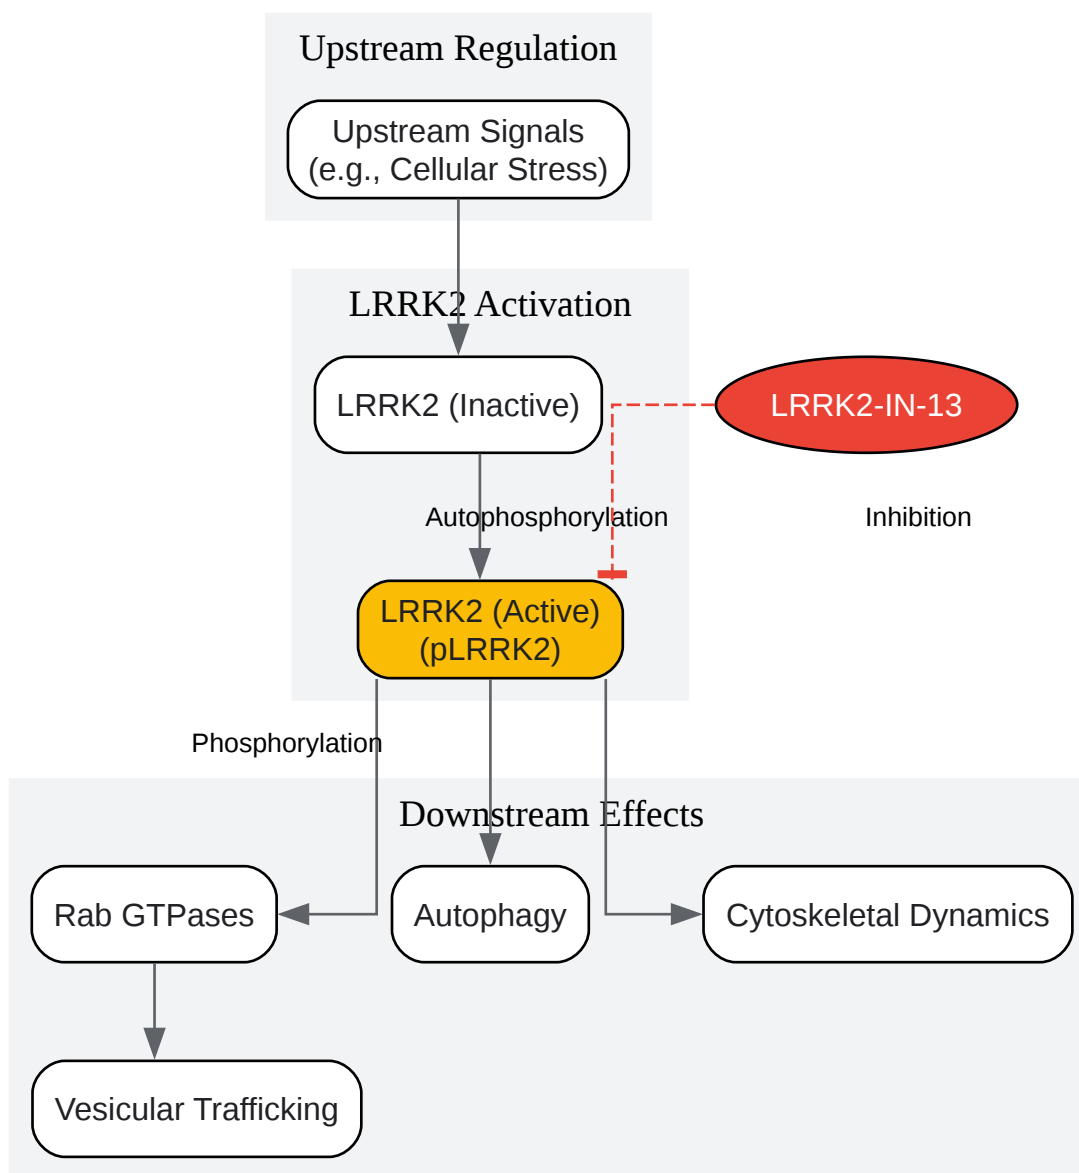 Upstream Regulation
Upstream Signals
(e.g., Cellular Stress)
LRRK2 Activation
LRRK2 (Inactive)
LRRK2-IN-13
Autophosphorylation
Inhibition
LRRK2 (Active)
(pLRRK2)
Phosphorylation
Downstream Effects
Rab GTPases
Autophagy
Cytoskeletal Dynamics
Vesicular Trafficking